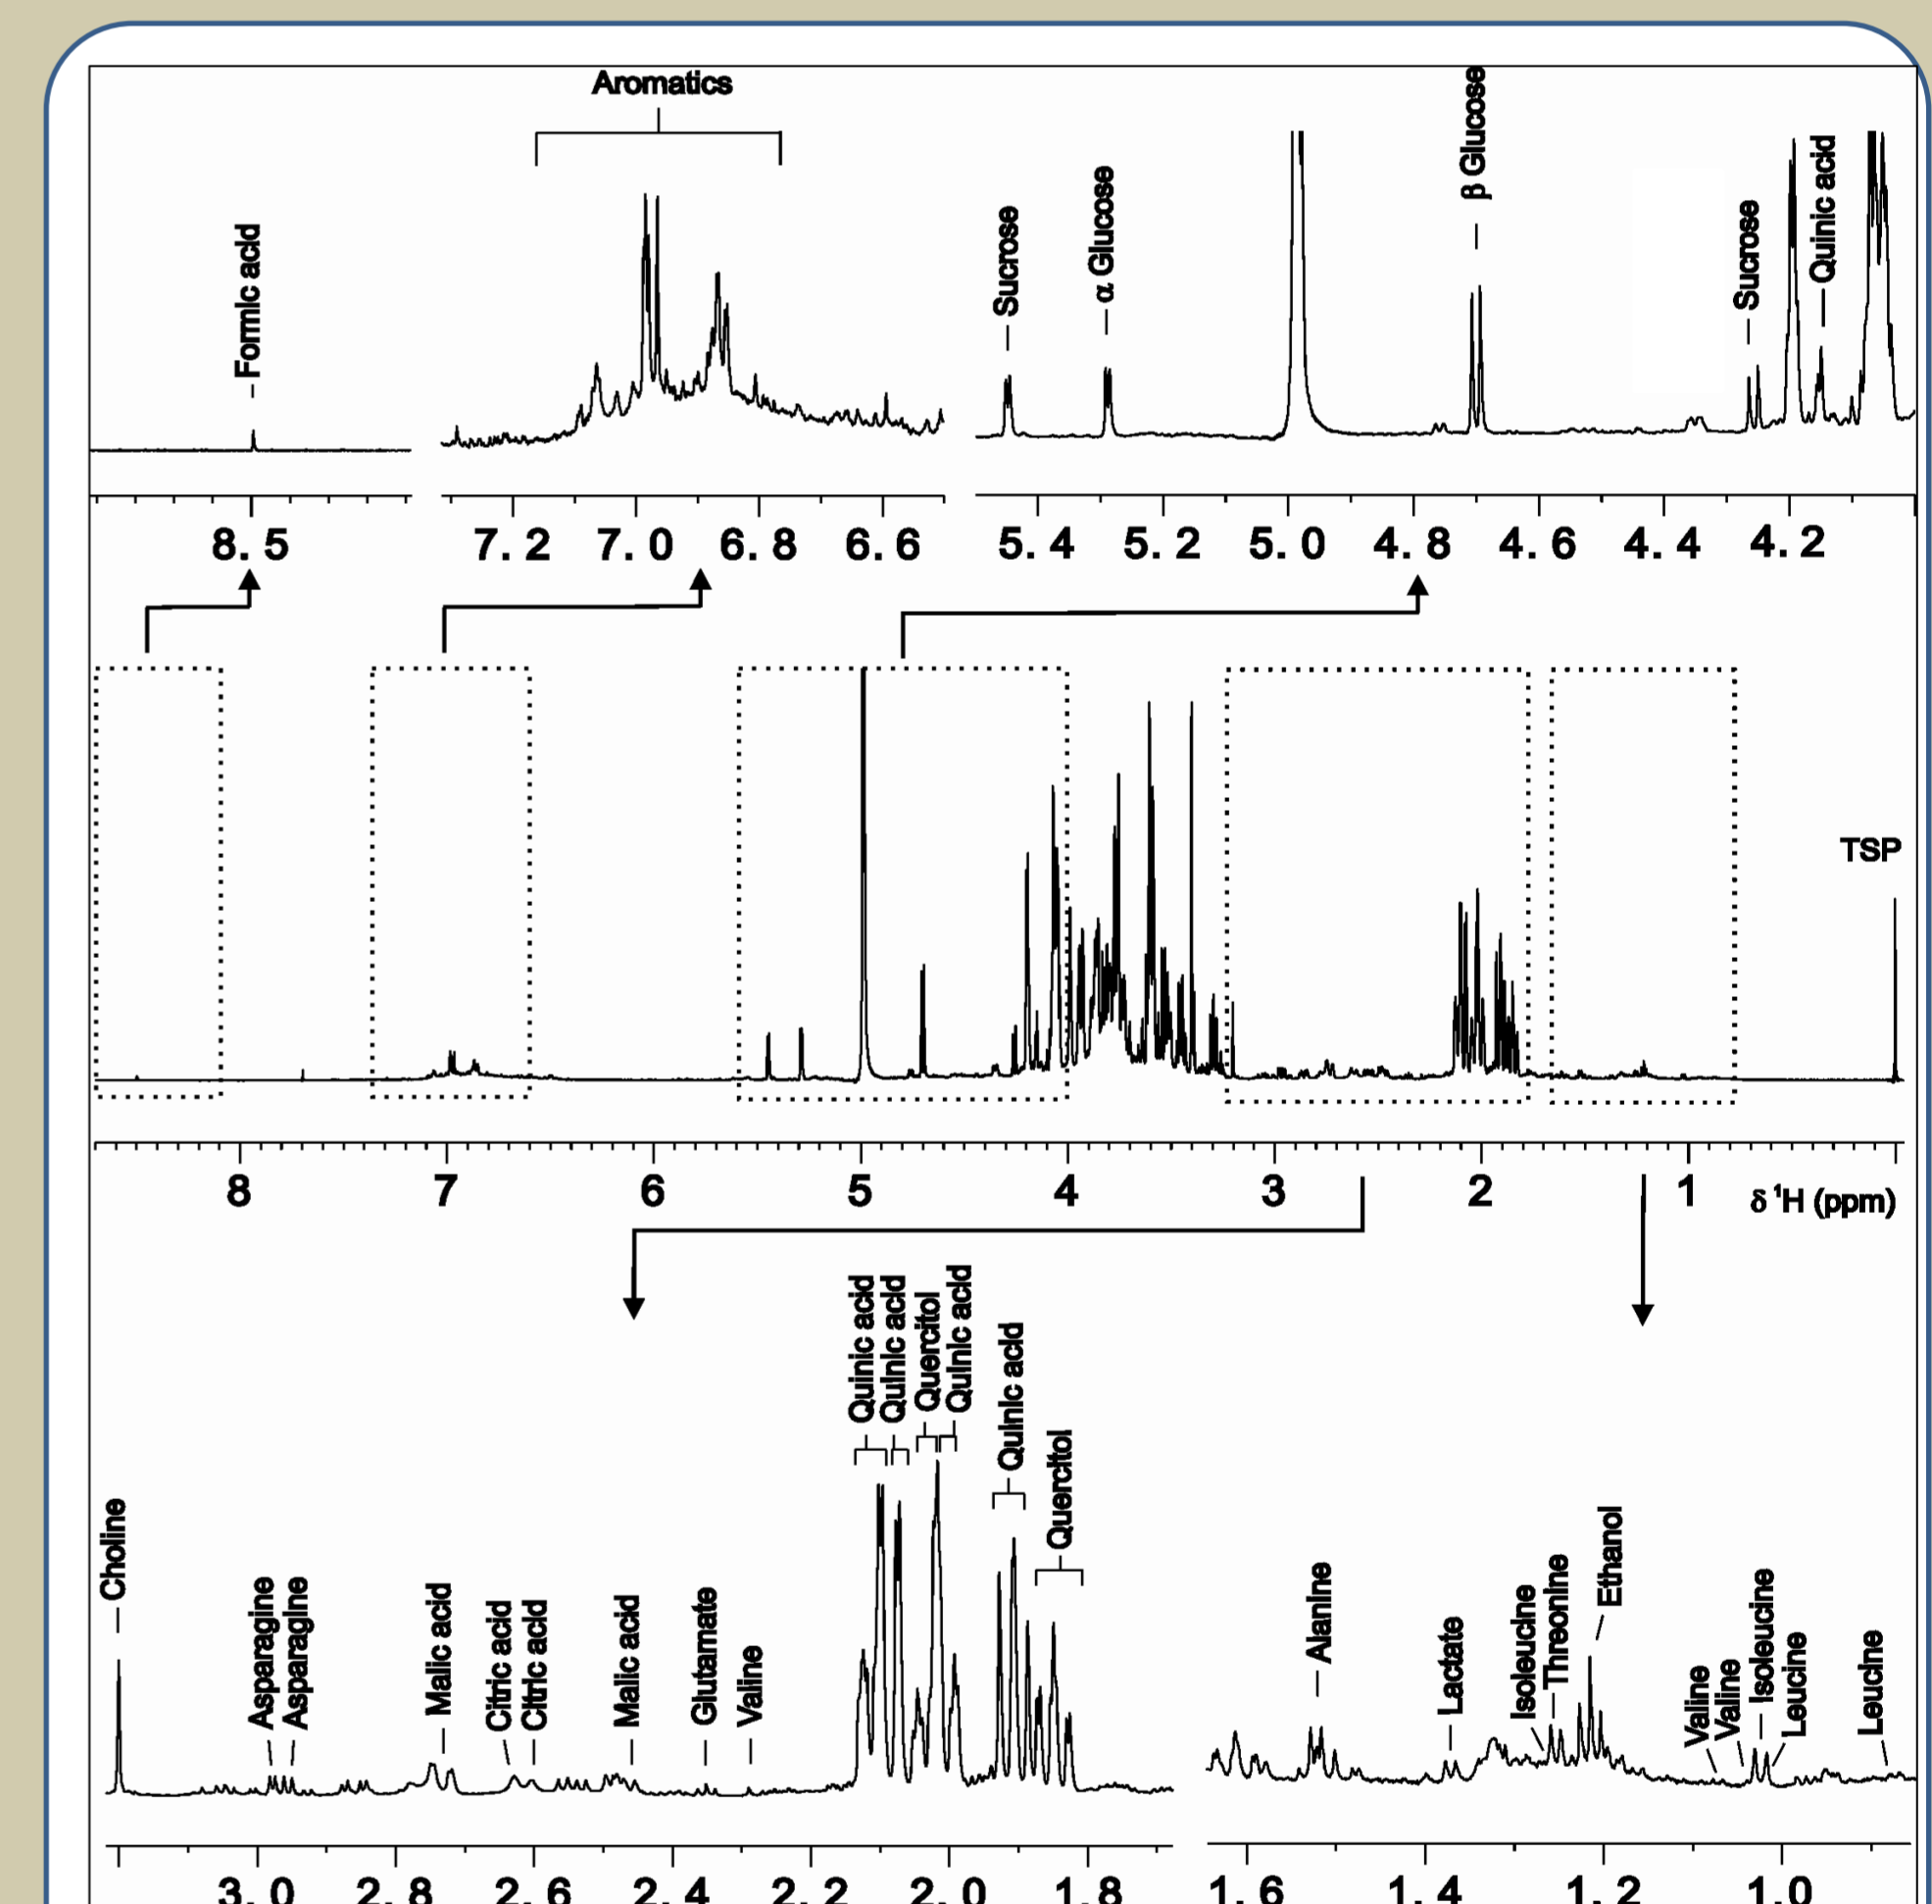 Aromatics
Formic acid
Sucrose
α Glucose
β Glucose
Sucrose
Quinic acid
8.5
7.2 7.0 6.8 6.6
5.4 5.2 5.0 4.8 4.6 4.4 4.2
TSP
8 7 6 5 4 3 2 1 δ ¹H (ppm)
Choline
Asparagine
Asparagine
Malic acid
Citric acid
Citric acid
Malic acid
Glutamate
Valine
Quinic acid
Quinic acid
Quercitol
Quinic acid
Quinic acid
Quercitol
Alanine
Lactate
Isoleucine
Threonine
Ethanol
Valine
Valine
Isoleucine
Leucine
Leucine
3.0 2.8 2.6 2.4 2.2 2.0 1.8
1.6 1.4 1.2 1.0